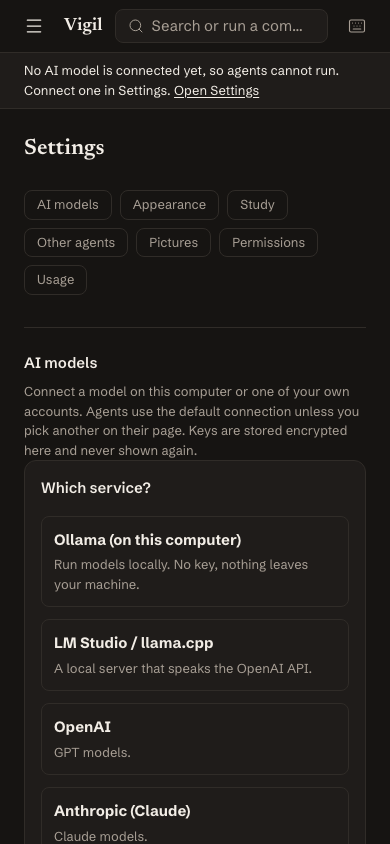 Vigil
Search or run a com...
No AI model is connected yet, so agents cannot run.
Connect one in Settings. Open Settings
Settings
AI models
Appearance
Study
Other agents
Pictures
Permissions
Usage
AI models
Connect a model on this computer or one of your own
accounts. Agents use the default connection unless you
pick another on their page. Keys are stored encrypted
here and never shown again.
Which service?
Ollama (on this computer)
Run models locally. No key, nothing leaves
your machine.
LM Studio / llama.cpp
A local server that speaks the OpenAI API.
OpenAI
GPT models.
Anthropic (Claude)
Claude models.